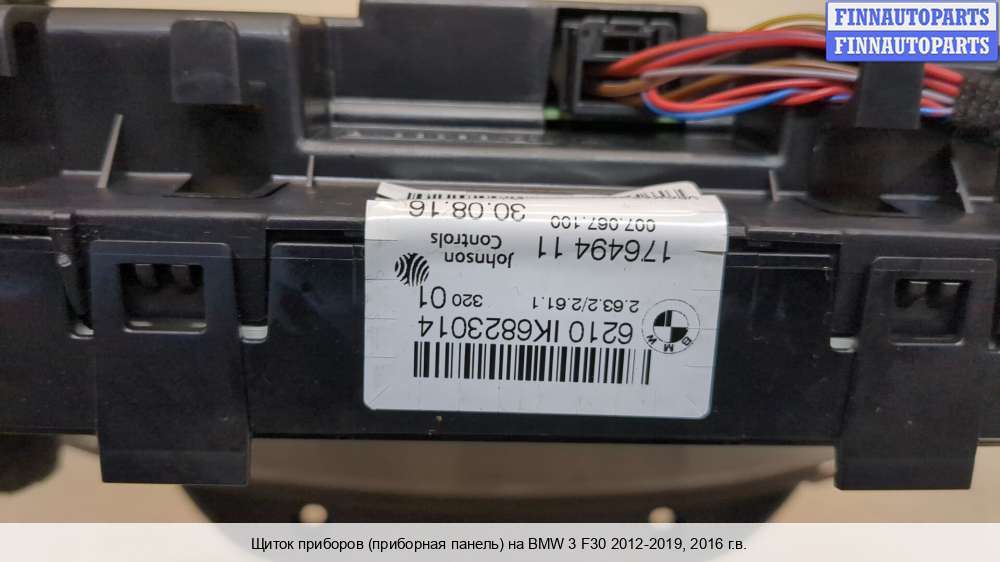 FINNAUTOPARTS
FINNAUTOPARTS
6210 IK6823014
BMW
2.63.2/2.61.1
320 01
Johnson
Controls
176494 11
007.067.100
30.08.16
Щиток приборов (приборная панель) на BMW 3 F30 2012-2019, 2016 г.в.